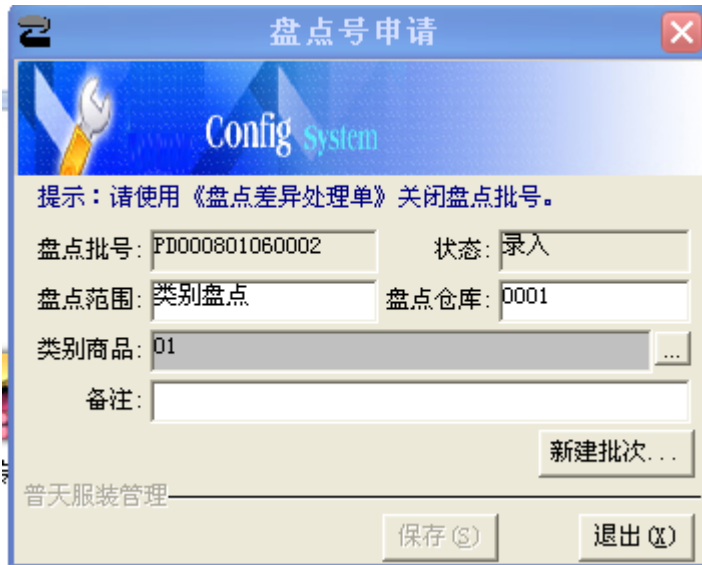 盘点号申请
Config System
提示：请使用《盘点差异处理单》关闭盘点批号。
盘点批号: PD000801060002 状态: 录入
盘点范围: 类别盘点 盘点仓库: 0001
类别商品: 01 ...
备注:
新建批次...
普天服装管理
保存(S) 退出(X)